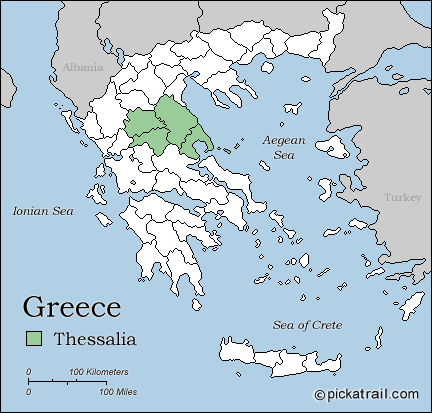 Albania
Aegean
Sea
Turkey
Ionian Sea
Greece
Thessalia
Sea of Crete
0 100 Kilometers
0 100 Miles
©pickatrail.com